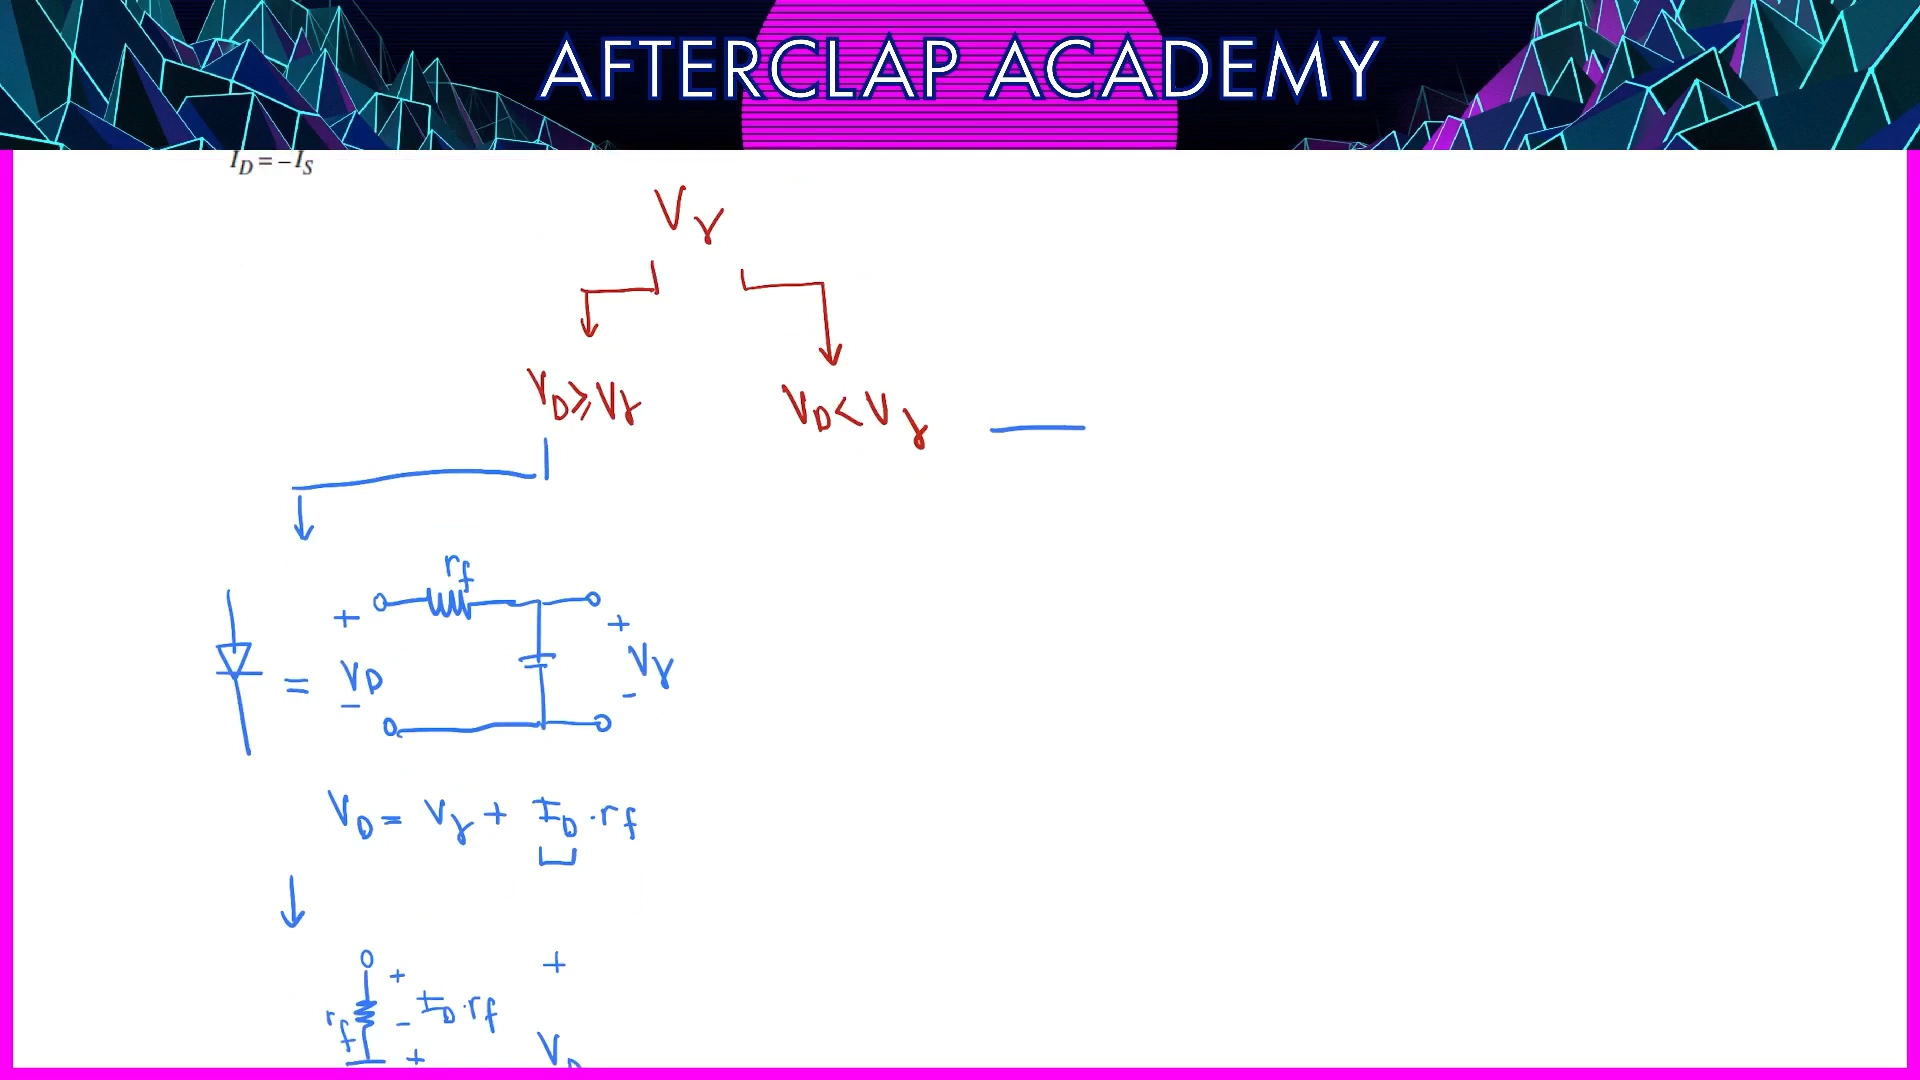 AFTERCLAP ACADEMY
I_D = –I_S
Vγ
V_D ≥ Vγ
V_D < Vγ
r_f
+
+
= V_D
Vγ
-
-
V_D = Vγ + I_D · r_f
+
+
r_f
I_D · r_f
-
+
V_D